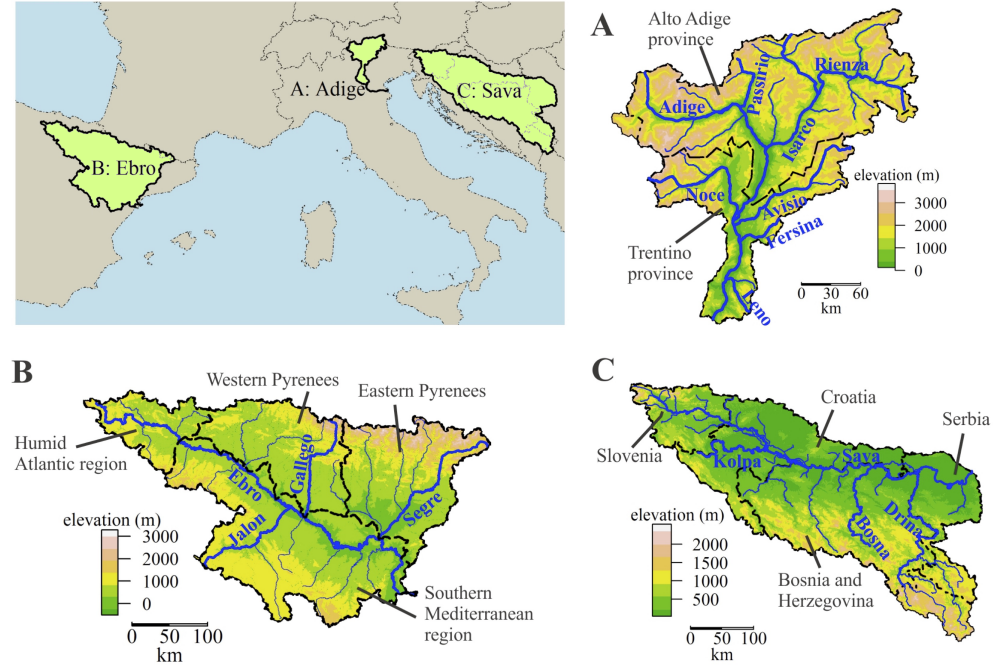 A: Adige
B: Ebro
C: Sava
A
Alto Adige
province
Adige
Passirio
Rienza
Isarco
Noce
Avisio
Fersina
Leno
Trentino
province
elevation (m)
3000
2000
1000
0
0 30 60
km
B
Western Pyrenees
Eastern Pyrenees
Humid
Atlantic region
Ebro
Gallego
Segre
Jalon
elevation (m)
3000
2000
1000
0
Southern
Mediterranean
region
0 50 100
km
C
Croatia
Serbia
Slovenia
Kolpa
Sava
Drina
Bosna
elevation (m)
2000
1500
1000
500
Bosnia and
Herzegovina
0 50 100
km